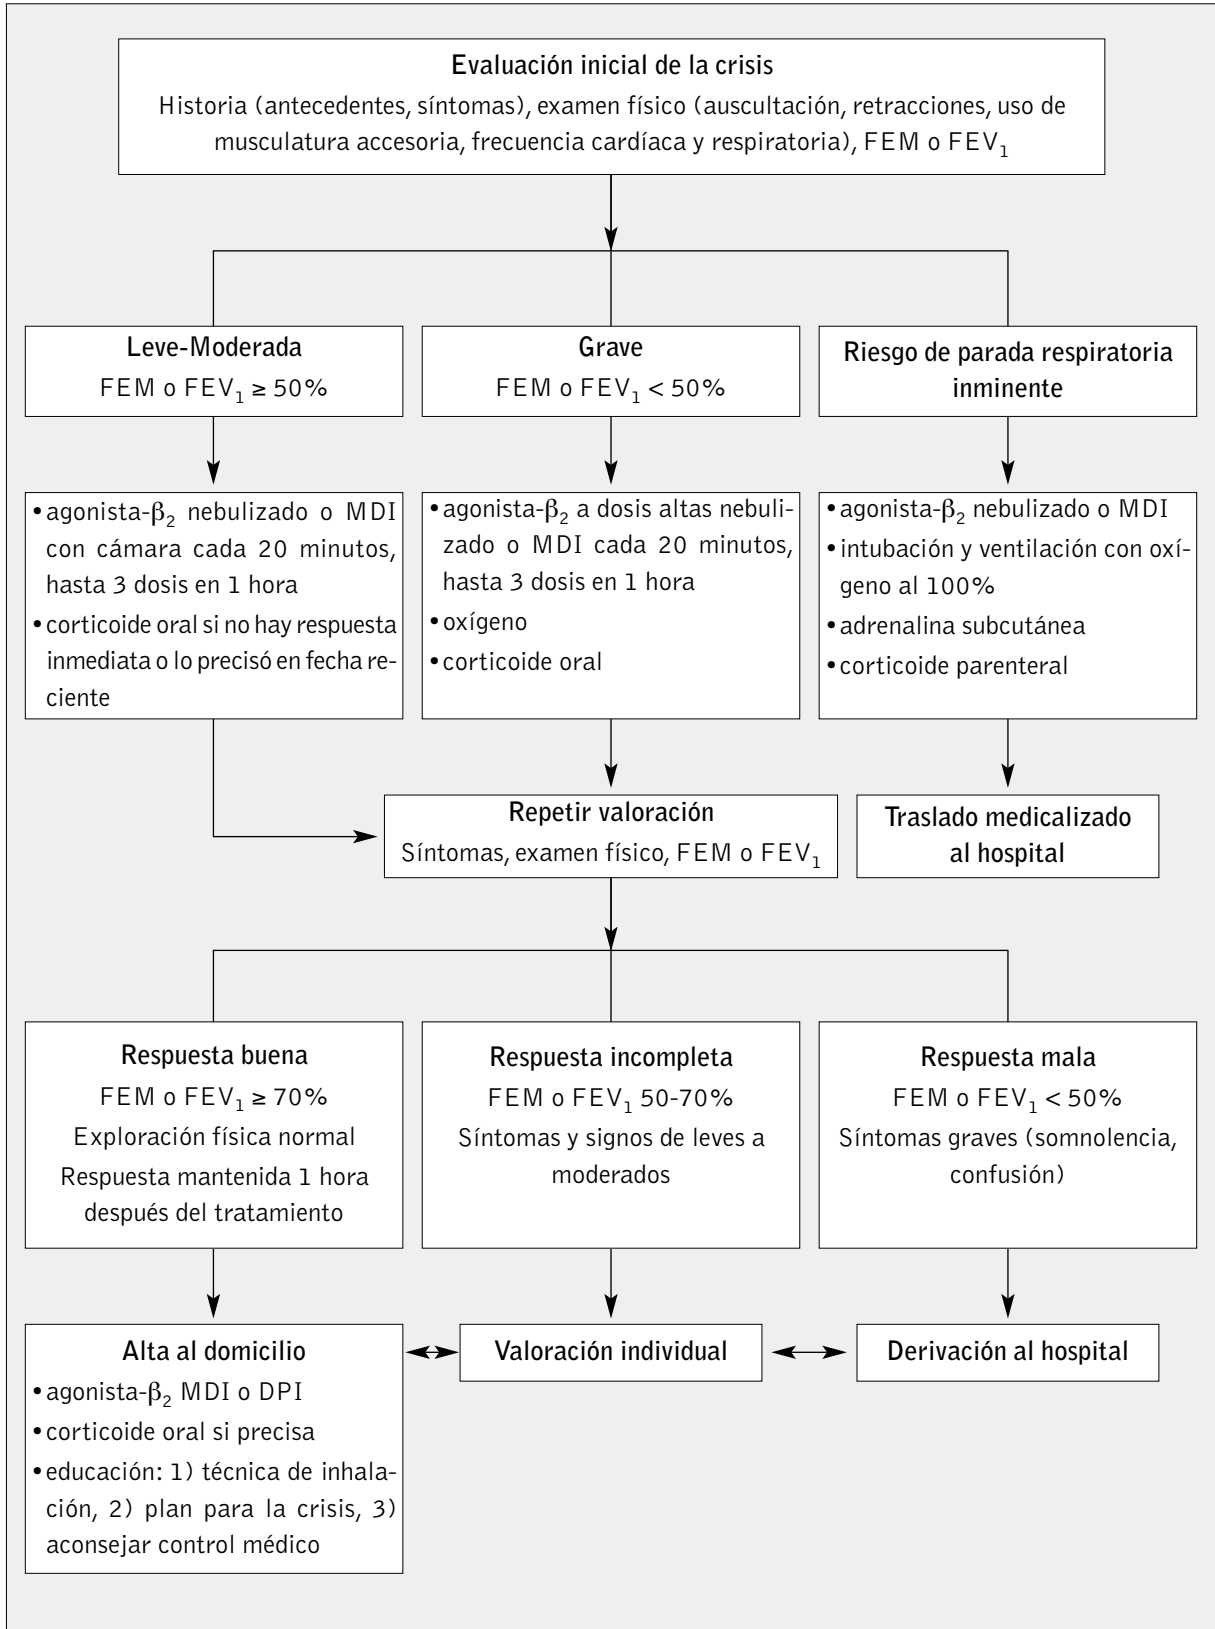 Evaluación inicial de la crisis
Historia (antecedentes, síntomas), examen físico (auscultación, retracciones, uso de
musculatura accesoria, frecuencia cardíaca y respiratoria), FEM o FEV₁
Leve-Moderada
FEM o FEV₁ ≥ 50%
Grave
FEM o FEV₁ < 50%
Riesgo de parada respiratoria
inminente
• agonista-β₂ nebulizado o MDI
con cámara cada 20 minutos,
hasta 3 dosis en 1 hora
• corticoide oral si no hay respuesta
inmediata o lo precisó en fecha re-
ciente
• agonista-β₂ a dosis altas nebuli-
zado o MDI cada 20 minutos,
hasta 3 dosis en 1 hora
• oxígeno
• corticoide oral
• agonista-β₂ nebulizado o MDI
• intubación y ventilación con oxí-
geno al 100%
• adrenalina subcutánea
• corticoide parenteral
Repetir valoración
Síntomas, examen físico, FEM o FEV₁
Traslado medicalizado
al hospital
Respuesta buena
FEM o FEV₁ ≥ 70%
Exploración física normal
Respuesta mantenida 1 hora
después del tratamiento
Respuesta incompleta
FEM o FEV₁ 50-70%
Síntomas y signos de leves a
moderados
Respuesta mala
FEM o FEV₁ < 50%
Síntomas graves (somnolencia,
confusión)
Alta al domicilio
• agonista-β₂ MDI o DPI
• corticoide oral si precisa
• educación: 1) técnica de inhala-
ción, 2) plan para la crisis, 3)
aconsejar control médico
Valoración individual
Derivación al hospital